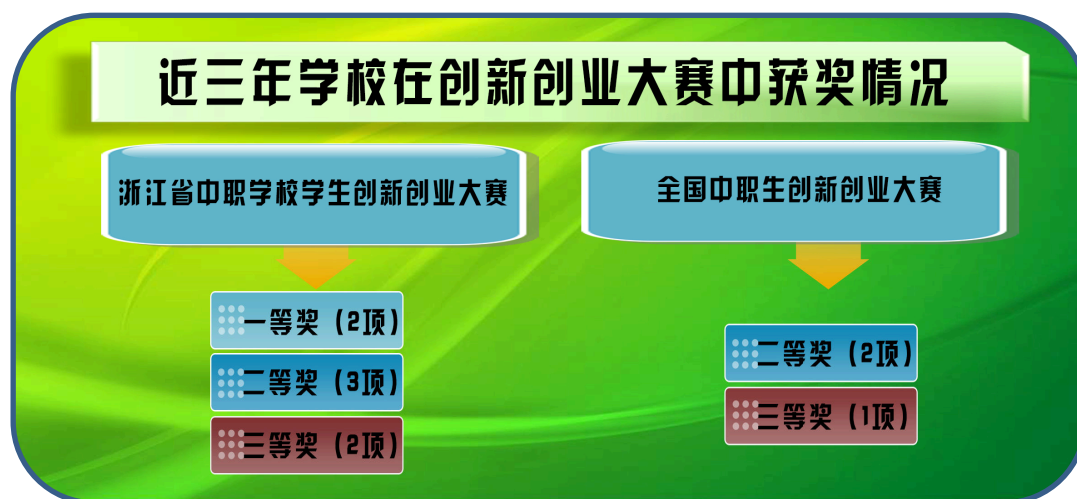 近三年学校在创新创业大赛中获奖情况
浙江省中职学校学生创新创业大赛
一等奖（2项）
二等奖（3项）
三等奖（2项）
全国中职生创新创业大赛
二等奖（2项）
三等奖（1项）